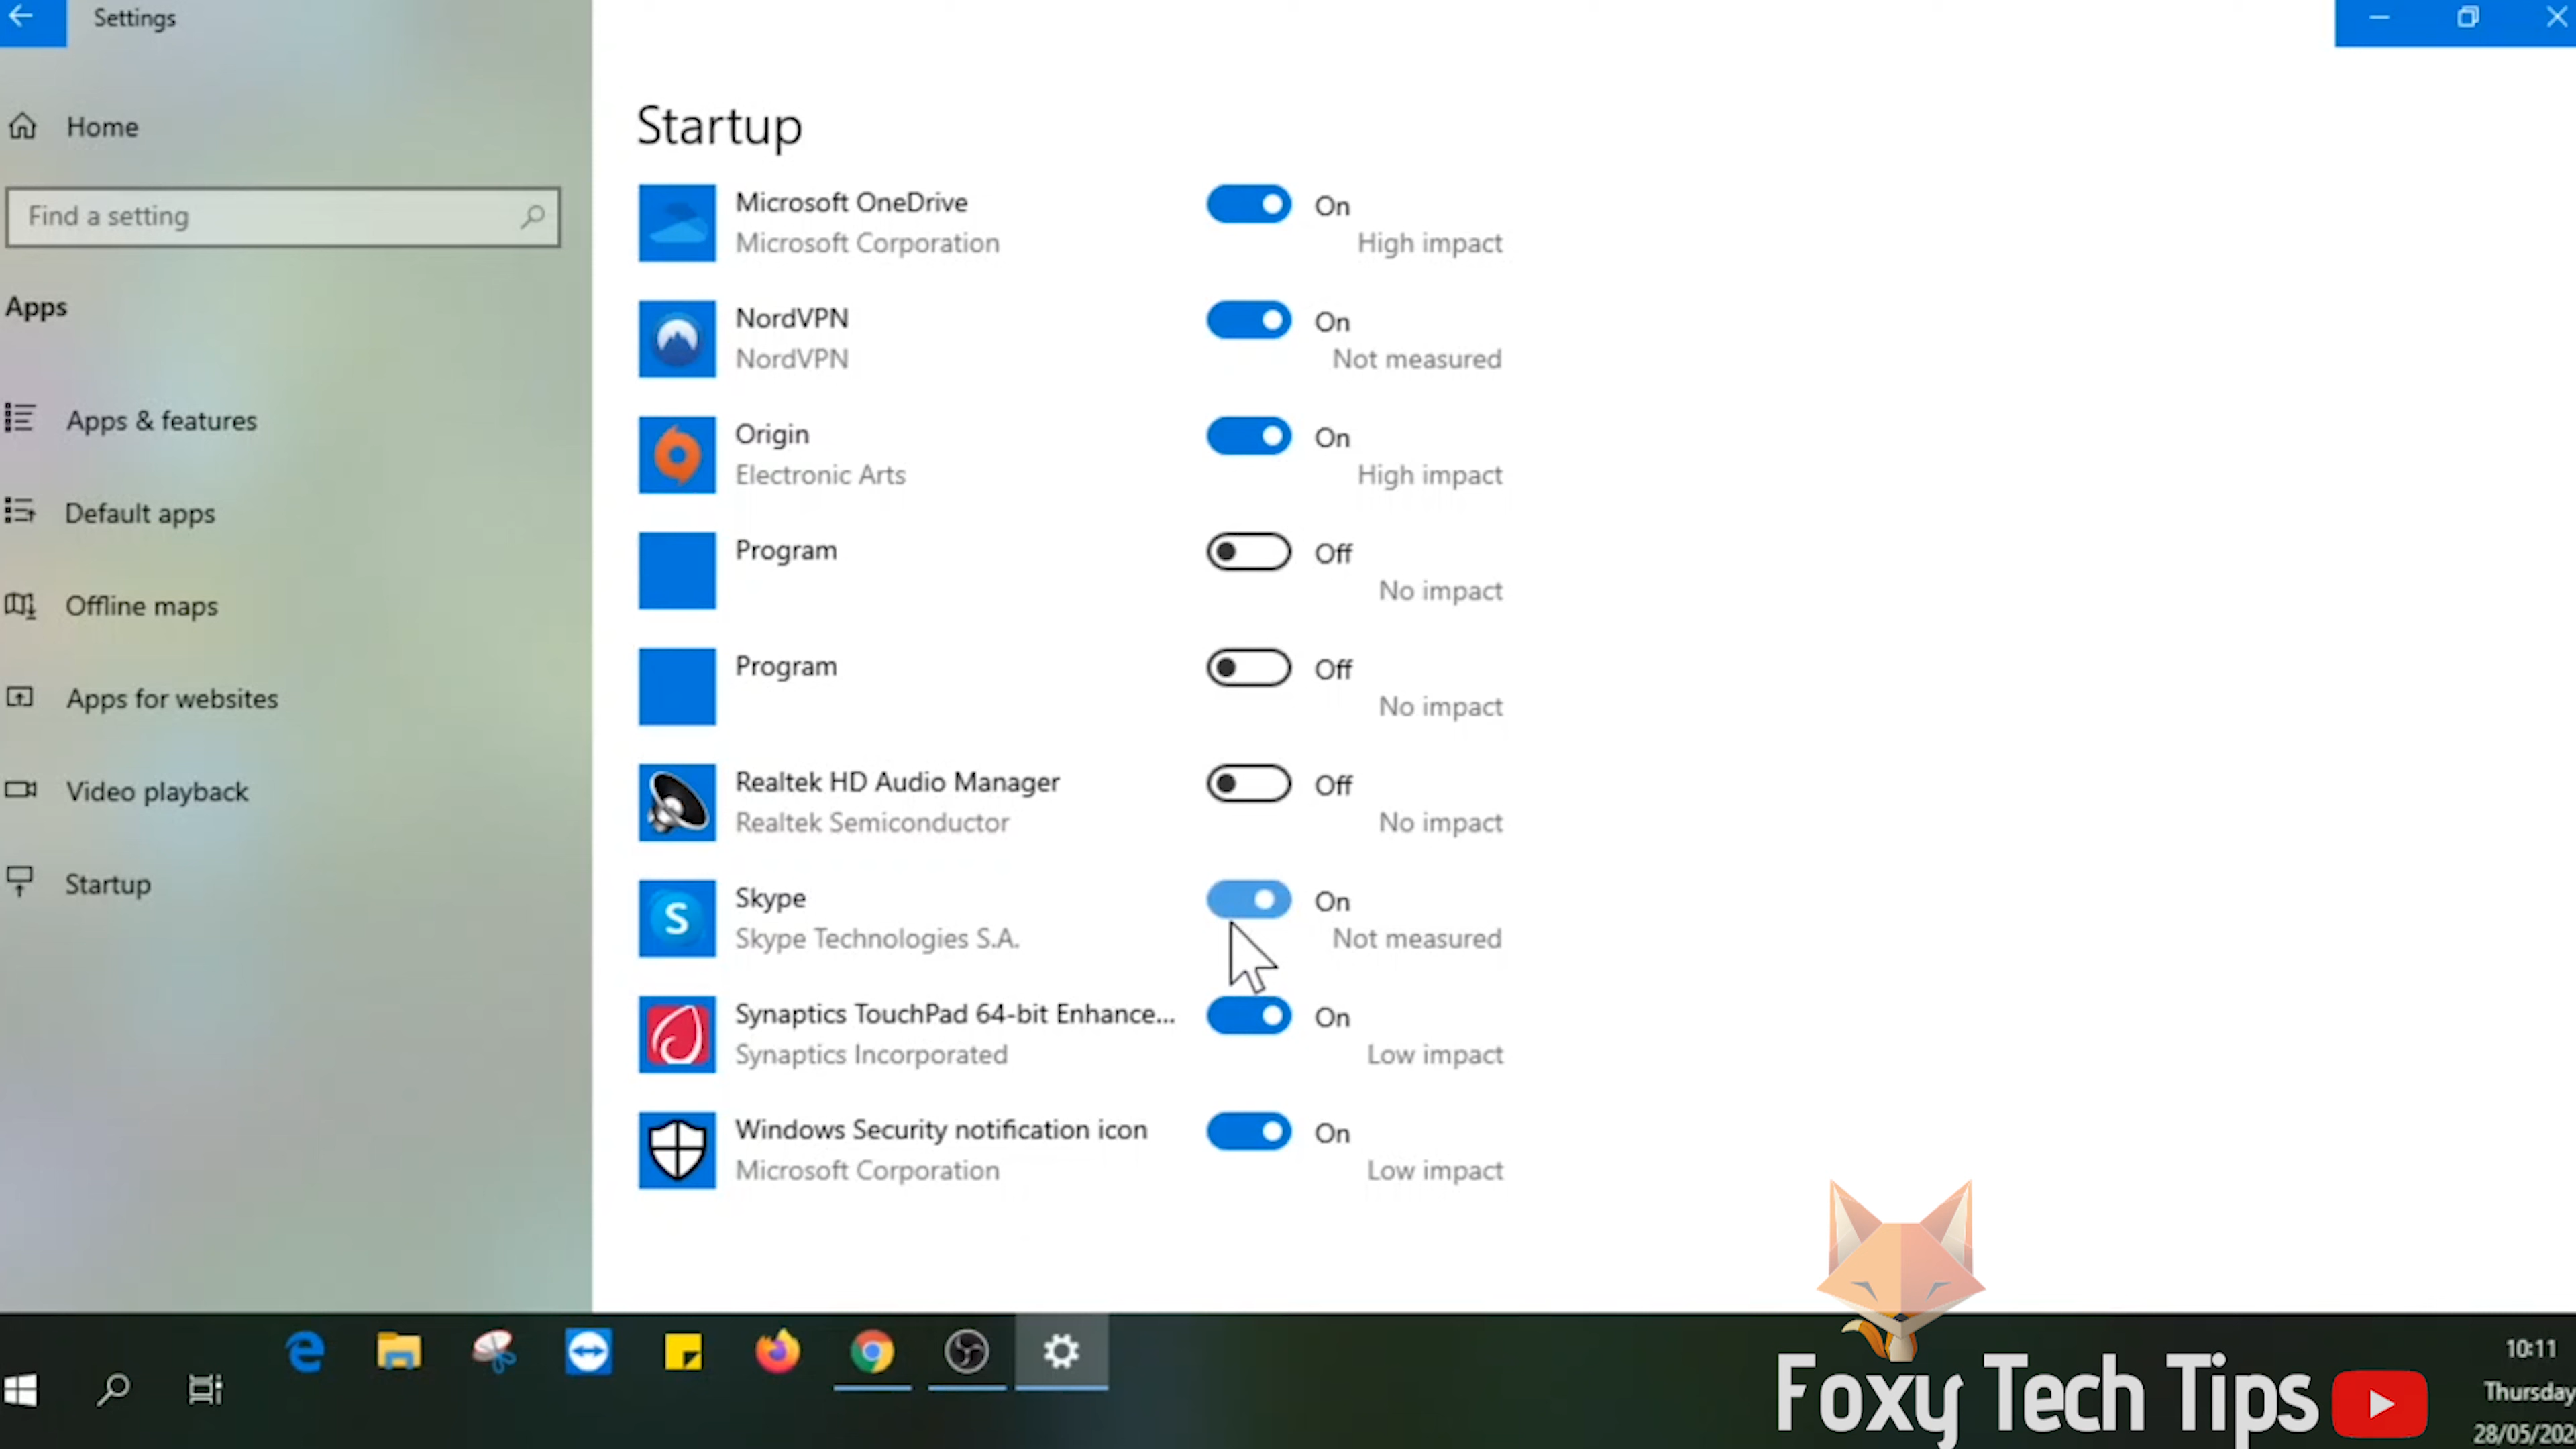 Settings
Home
Find a setting
Apps
Apps & features
Default apps
Offline maps
Apps for websites
Video playback
Startup
Startup
Microsoft OneDrive
On
Microsoft Corporation
High impact
NordVPN
On
NordVPN
Not measured
Origin
On
Electronic Arts
High impact
Program
Off
No impact
Program
Off
No impact
Realtek HD Audio Manager
Off
Realtek Semiconductor
No impact
S
Skype
On
Skype Technologies S.A.
Not measured
Synaptics TouchPad 64-bit Enhance...
On
Synaptics Incorporated
Low impact
Windows Security notification icon
On
Microsoft Corporation
Low impact
Foxy Tech Tips
10:11
Thursday
28/05/202